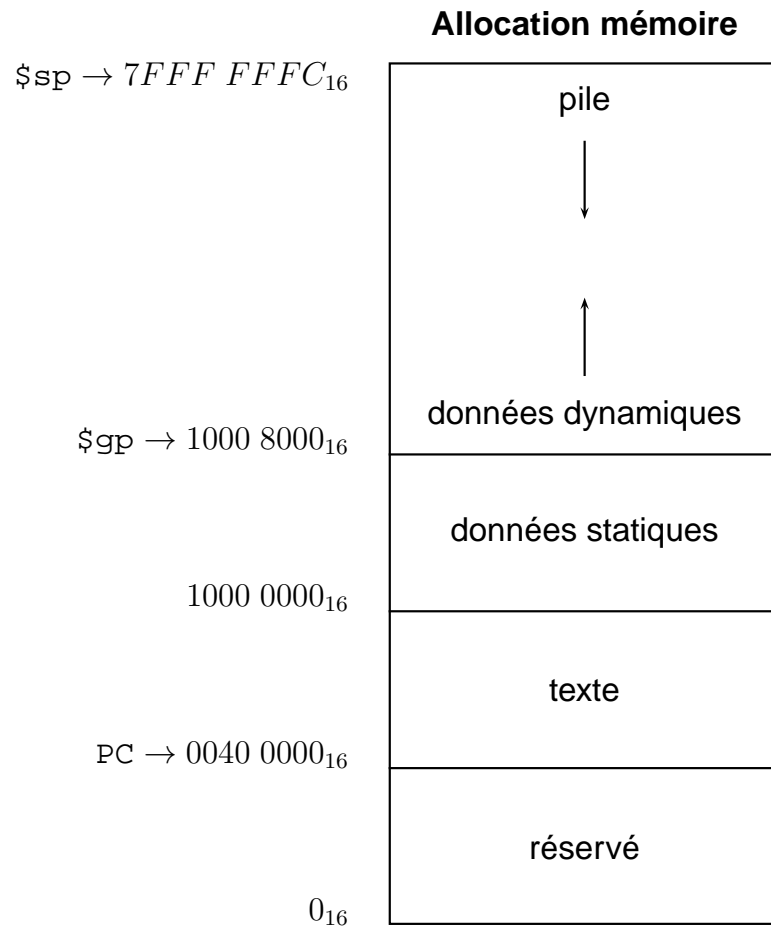 Allocation mémoire
$sp → 7FFF FFFC₁₆
pile
données dynamiques
$gp → 1000 8000₁₆
données statiques
1000 0000₁₆
texte
PC → 0040 0000₁₆
réservé
0₁₆